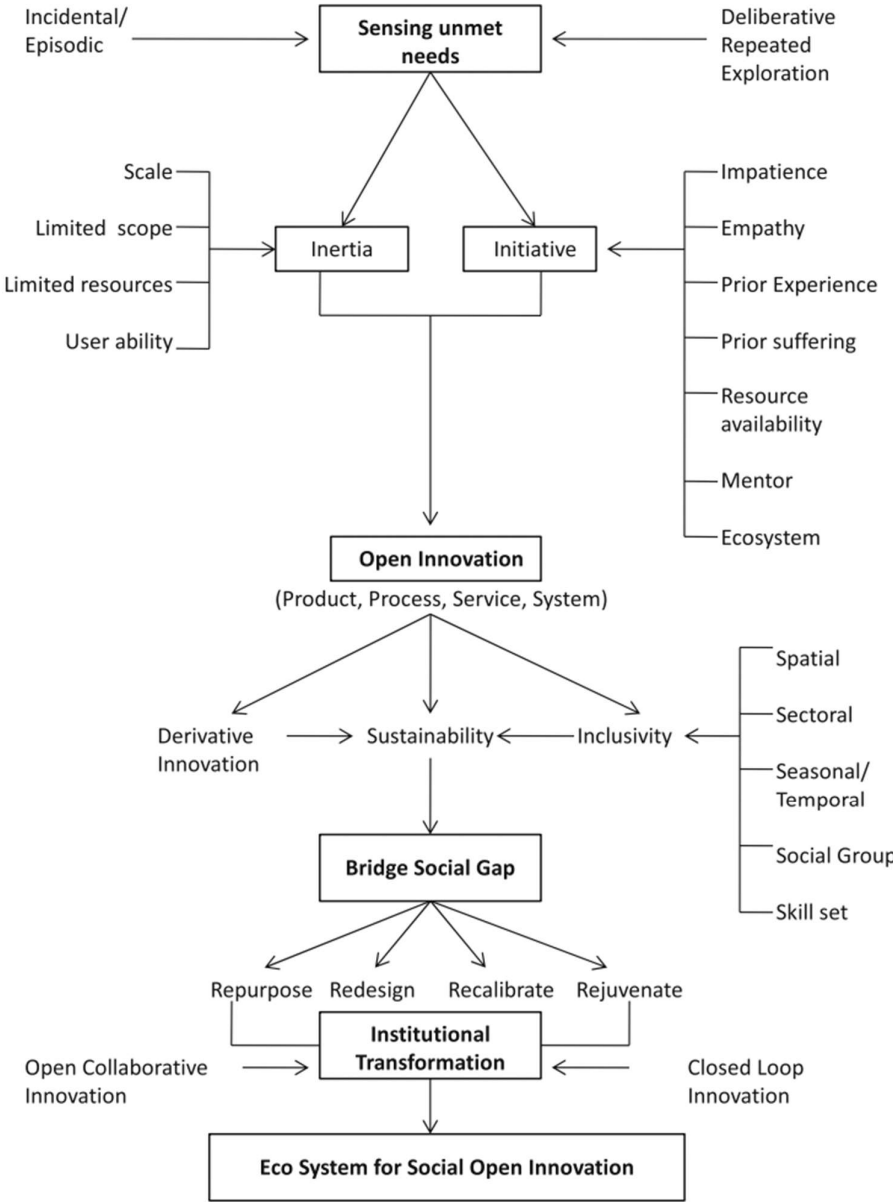 Incidental/
Episodic
Sensing unmet
needs
Deliberative
Repeated
Exploration
Scale
Limited scope
Limited resources
User ability
Inertia
Initiative
Impatience
Empathy
Prior Experience
Prior suffering
Resource
availability
Mentor
Ecosystem
Open Innovation
(Product, Process, Service, System)
Derivative
Innovation
Sustainability
Inclusivity
Spatial
Sectoral
Seasonal/
Temporal
Social Group
Skill set
Bridge Social Gap
Repurpose
Redesign
Recalibrate
Rejuvenate
Institutional
Transformation
Open Collaborative
Innovation
Closed Loop
Innovation
Eco System for Social Open Innovation